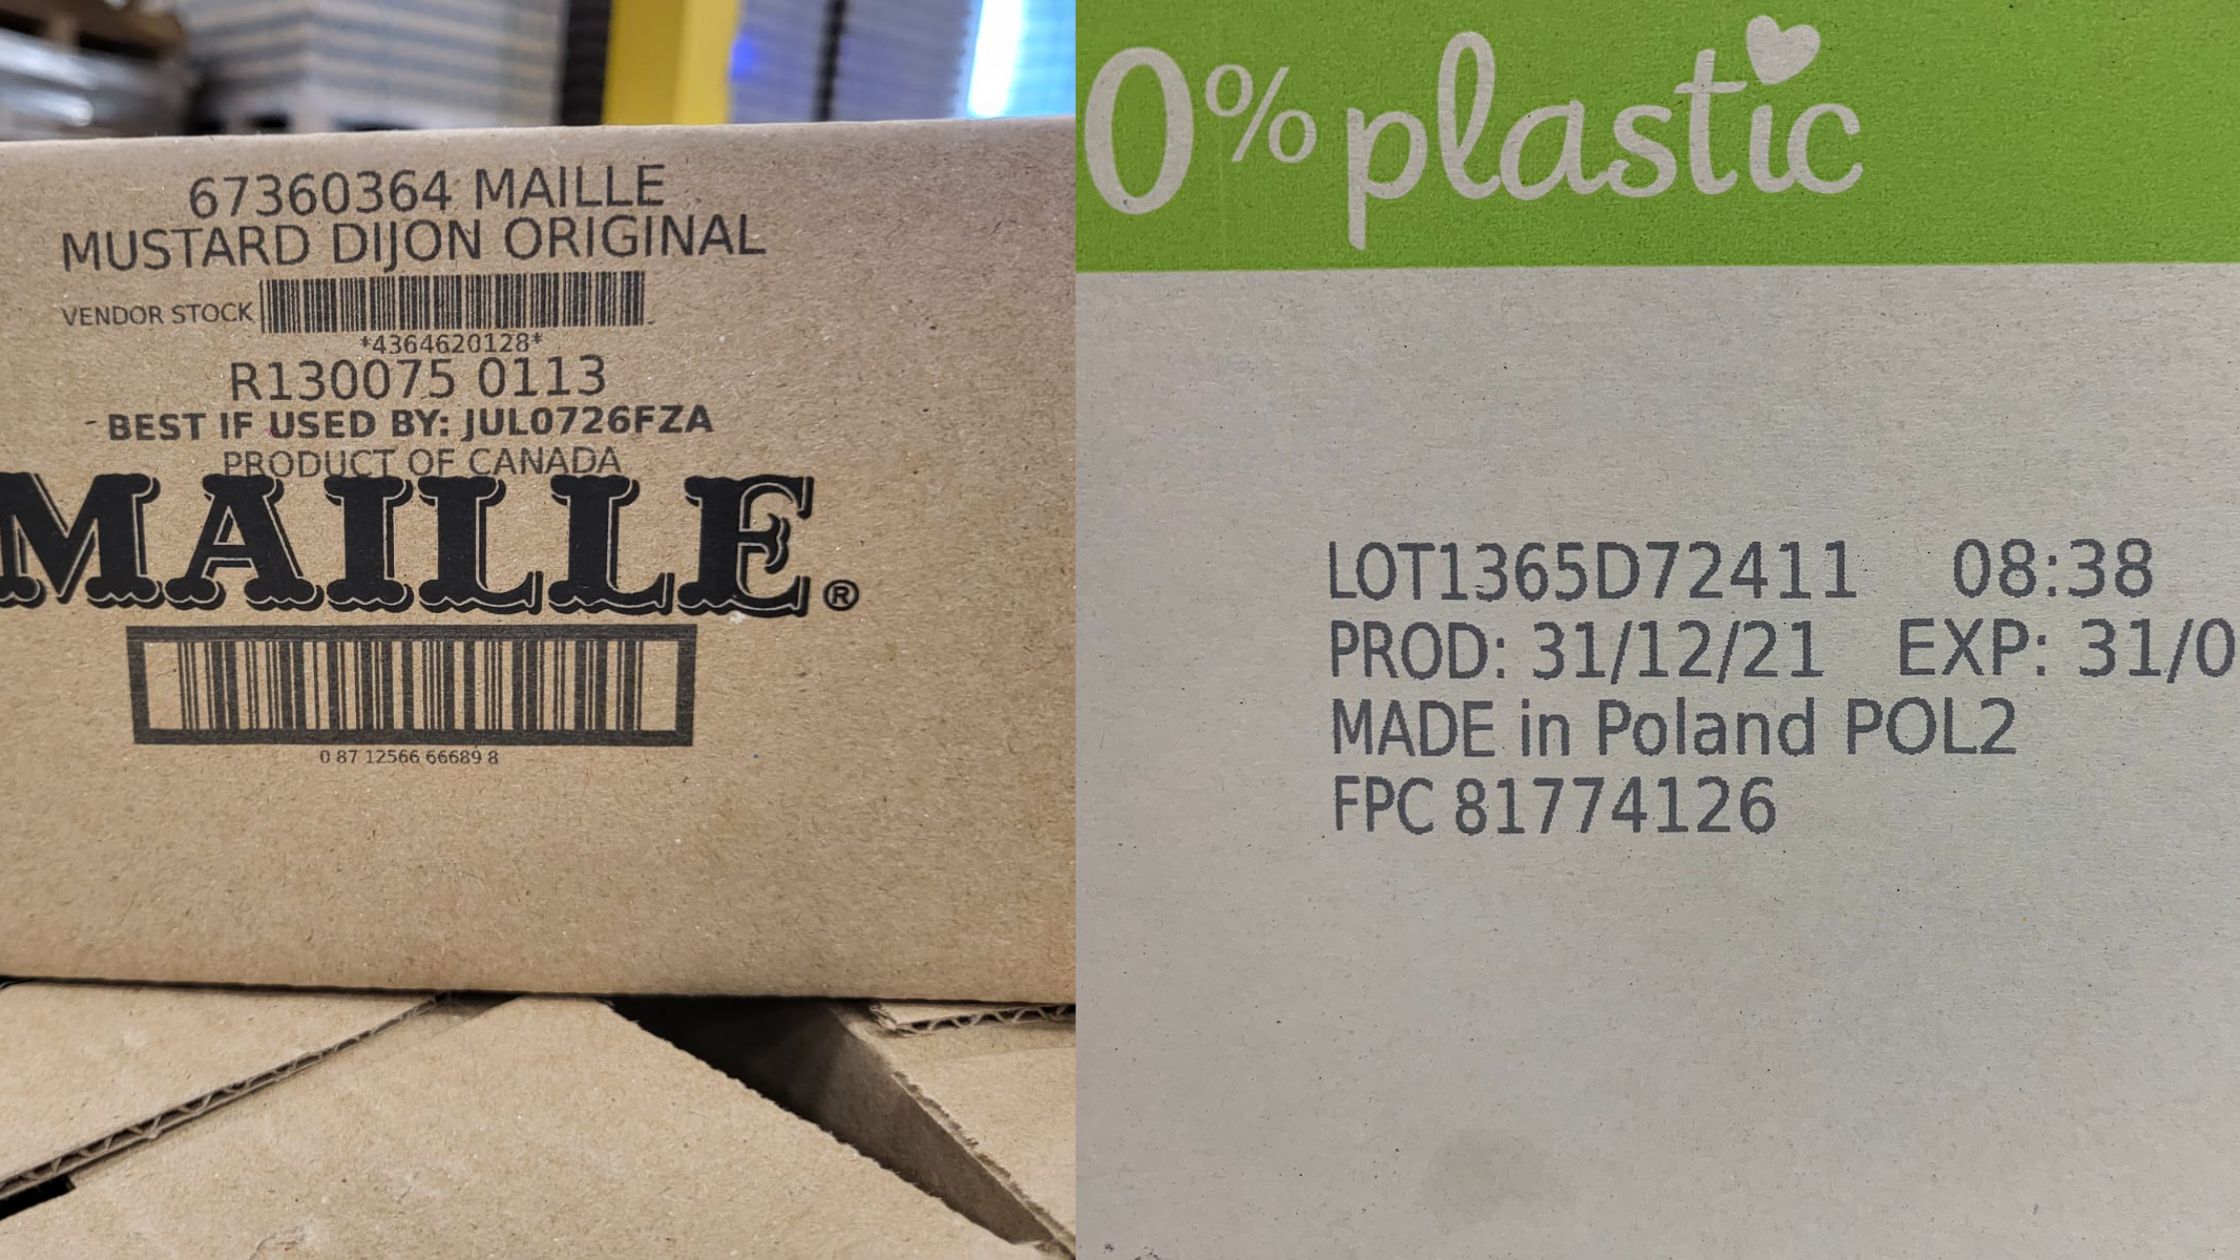 67360364 MAILLE
MUSTARD DIJON ORIGINAL
VENDOR STOCK
*4364620128*
R130075 0113
BEST IF USED BY: JUL0726FZA
PRODUCT OF CANADA
MAILLE®
0 87 12566 66689 8
0% plastic
LOT1365D72411 08:38
PROD: 31/12/21 EXP: 31/0
MADE in Poland POL2
FPC 81774126